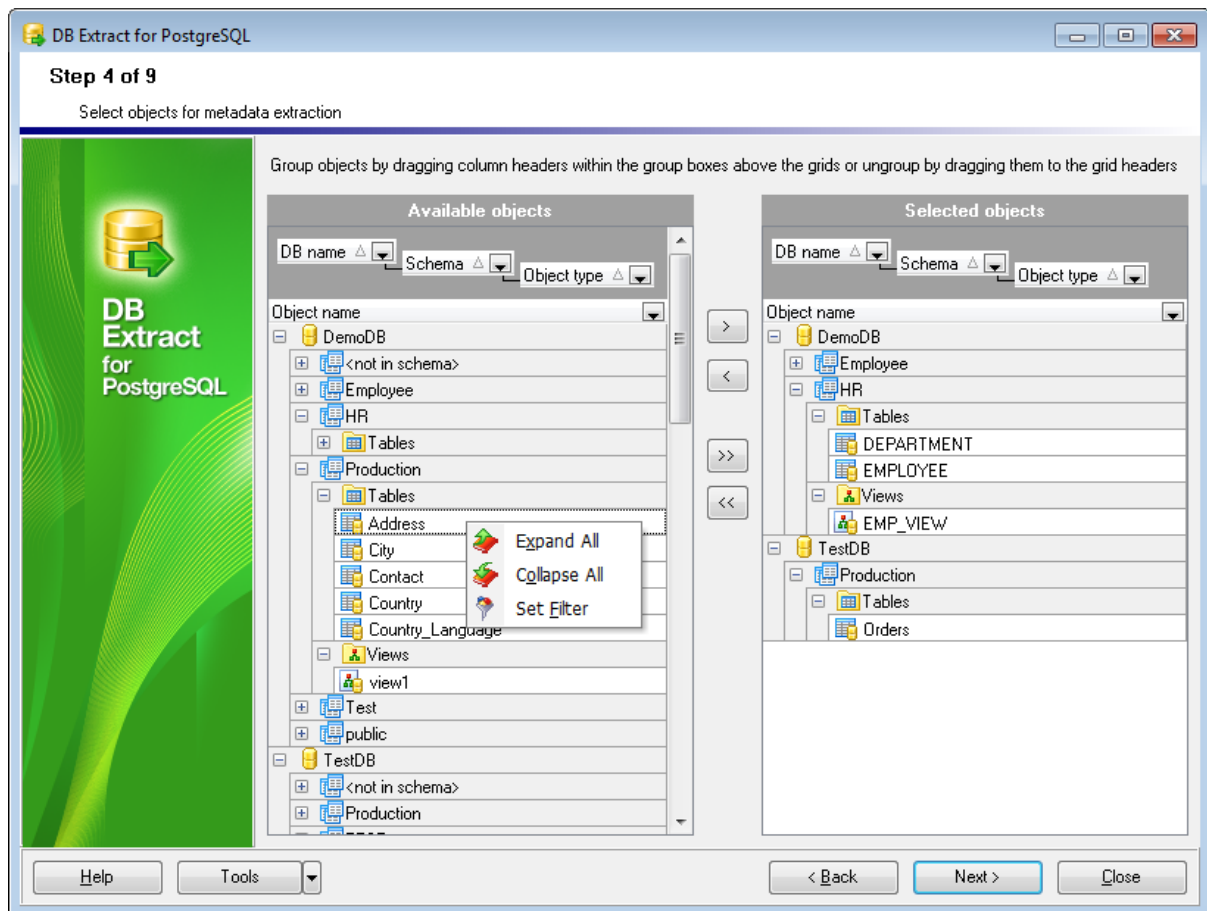 DB Extract for PostgreSQL
Step 4 of 9
Select objects for metadata extraction
DB
Extract
for
PostgreSQL
Group objects by dragging column headers within the group boxes above the grids or ungroup by dragging them to the grid headers
Available objects
DB name
Schema
Object type
Object name
DemoDB
<not in schema>
Employee
HR
Tables
Production
Tables
Address
City
Contact
Country
Country_Language
Views
view1
Test
public
TestDB
<not in schema>
Production
Expand All
Collapse All
Set Filter
>
<
>>
<<
Selected objects
DB name
Schema
Object type
Object name
DemoDB
Employee
HR
Tables
DEPARTMENT
EMPLOYEE
Views
EMP_VIEW
TestDB
Production
Tables
Orders
Help
Tools
< Back
Next >
Close